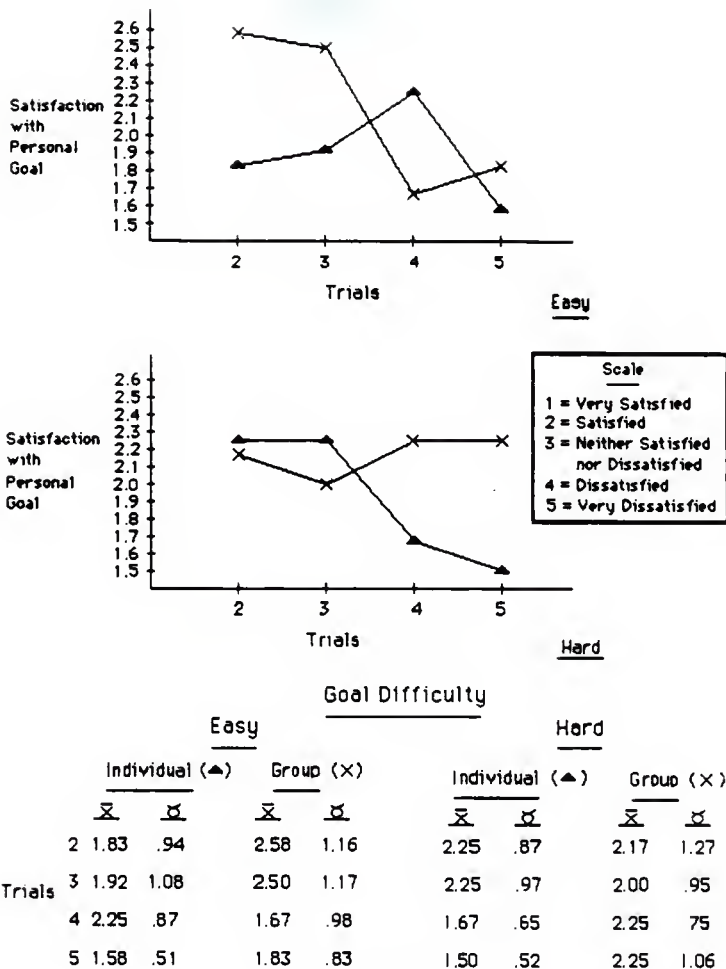 2.6
2.5
2.4
2.3
2.2
2.1
2.0
1.9
1.8
1.7
1.6
1.5
Satisfaction
with
Personal
Goal
2 3 4 5
Trials
Easy
2.6
2.5
2.4
2.3
2.2
2.1
2.0
1.9
1.8
1.7
1.6
1.5
Satisfaction
with
Personal
Goal
2 3 4 5
Trials
Hard
Scale
1 = Very Satisfied
2 = Satisfied
3 = Neither Satisfied
nor Dissatisfied
4 = Dissatisfied
5 = Very Dissatisfied
Goal Difficulty
Easy Hard
Individual (▲) Group (×) Individual (▲) Group (×)
X̄ σ X̄ σ X̄ σ X̄ σ
2 1.83 .94 2.58 1.16 2.25 .87 2.17 1.27
Trials 3 1.92 1.08 2.50 1.17 2.25 .97 2.00 .95
4 2.25 .87 1.67 .98 1.67 .65 2.25 75
5 1.58 .51 1.83 .83 1.50 .52 2.25 1.06